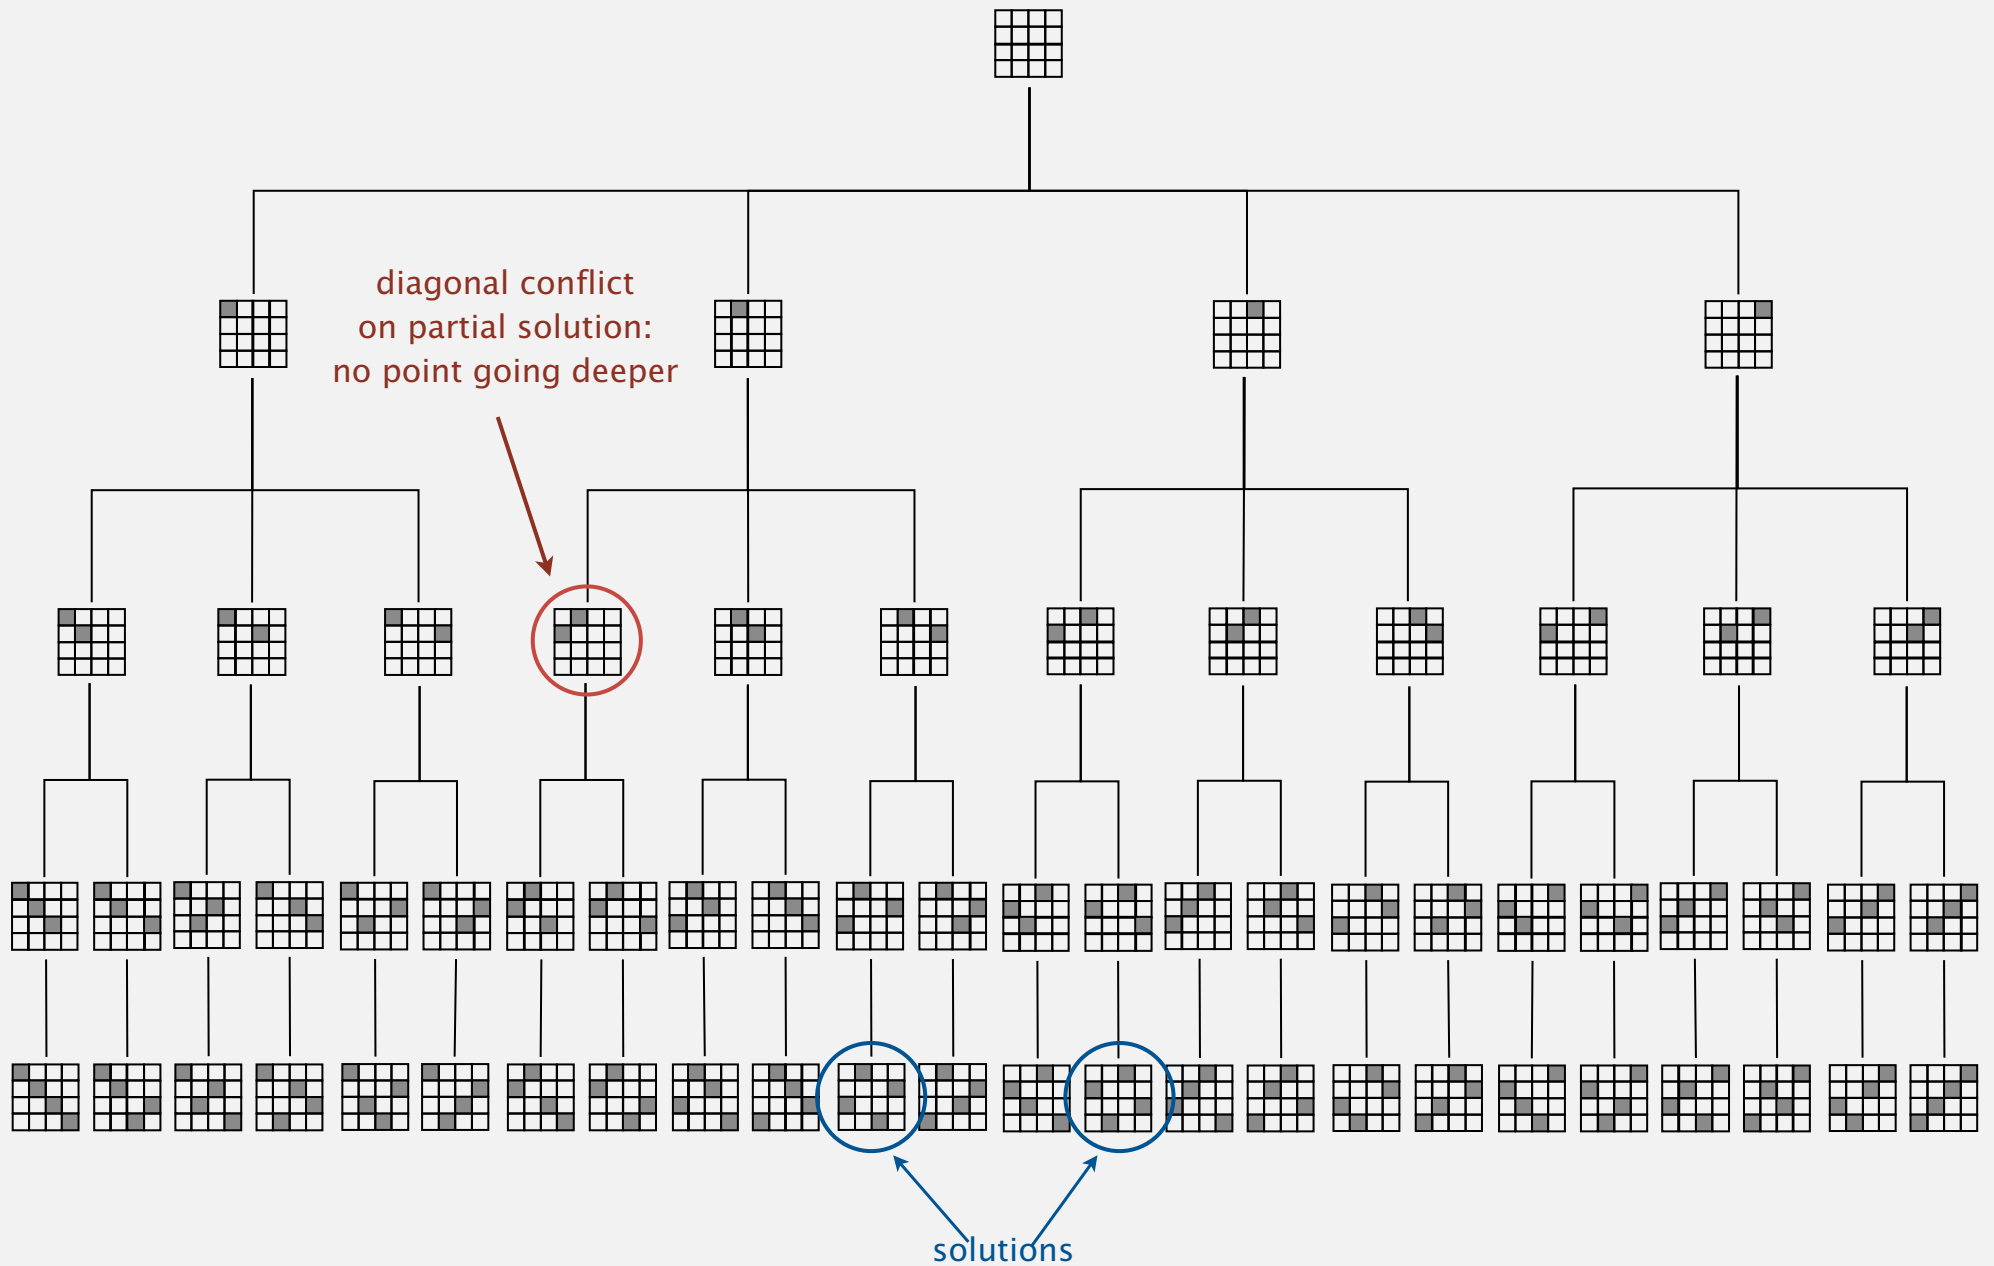 diagonal conflict
on partial solution:
no point going deeper
solutions